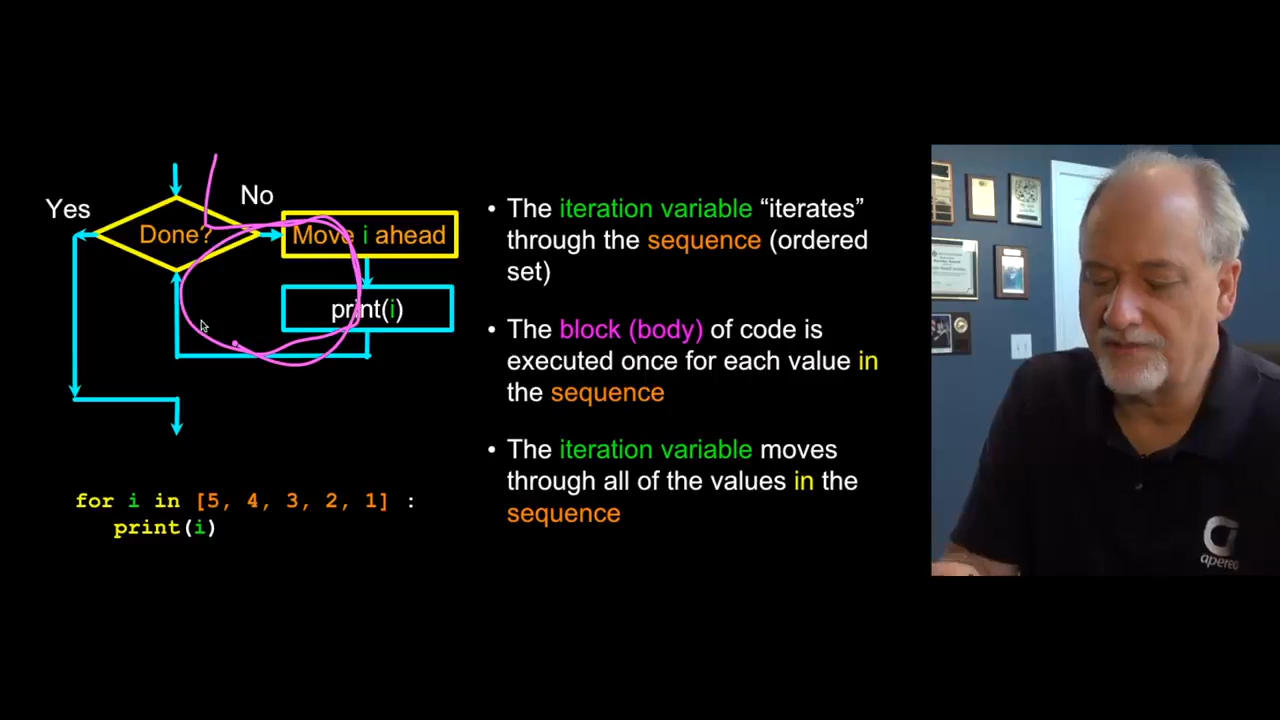 Yes
No
Done?
Move i ahead
print(i)
for i in [5, 4, 3, 2, 1] :
print(i)
• The iteration variable “iterates”
through the sequence (ordered
set)
• The block (body) of code is
executed once for each value in
the sequence
• The iteration variable moves
through all of the values in the
sequence
apereo